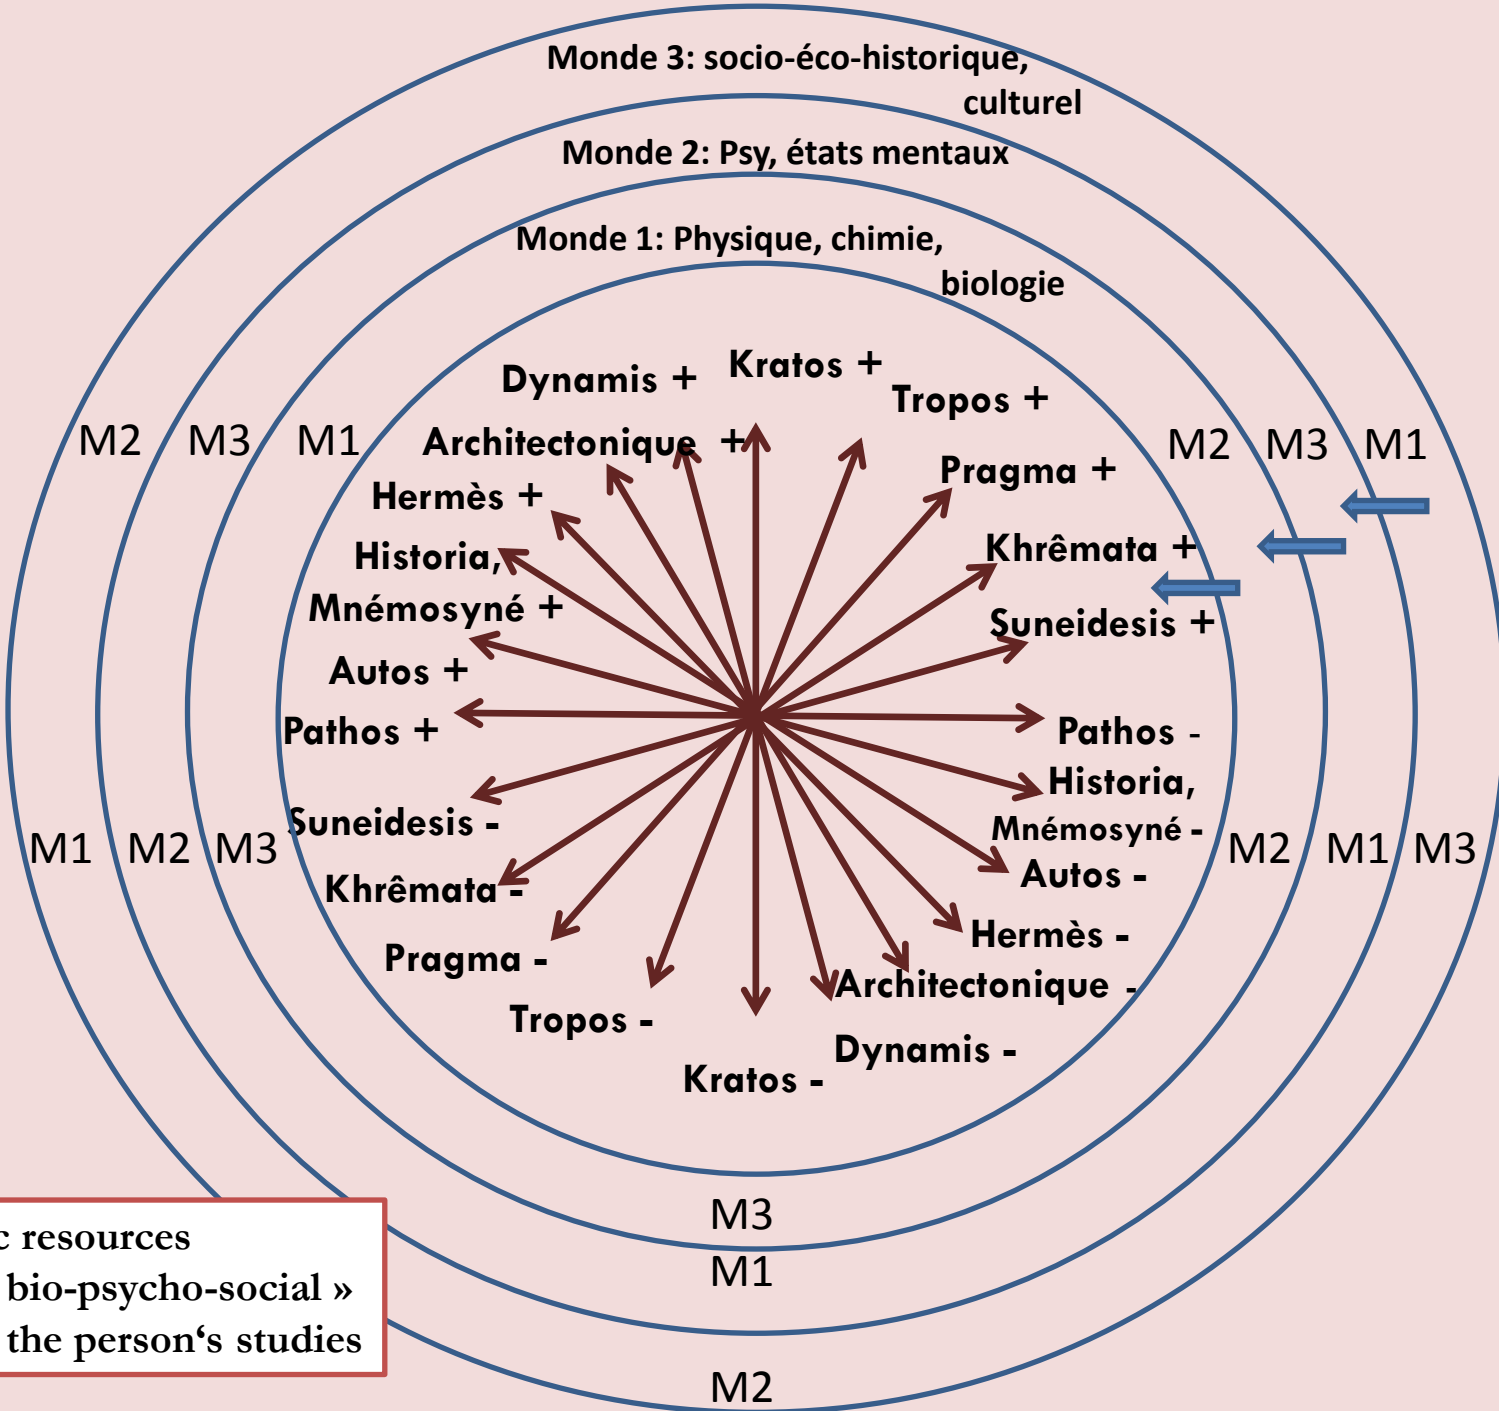 Monde 3: socio-éco-historique,
culturel
Monde 2: Psy, états mentaux
Monde 1: Physique, chimie,
biologie
Kratos +
Dynamis +
Tropos +
Architectonique +
M2 M3 M1
M2 M3 M1
Pragma +
Hermès +
Khrêmata +
Historia,
Mnémosyné +
Suneidesis +
Autos +
Pathos +
Pathos -
Historia,
Mnémosyné -
Suneidesis -
M1 M2 M3
M2 M1 M3
Autos -
Khrêmata -
Hermès -
Pragma -
Architectonique -
Tropos -
Dynamis -
Kratos -
M3
M1
M2
resources
bio-psycho-social »
the person‘s studies